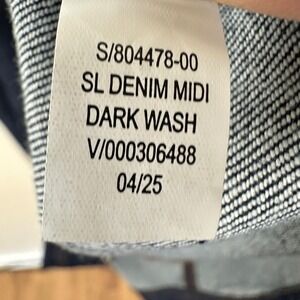 S/804478-00
SL DENIM MIDI
DARK WASH
V/000306488
04/25